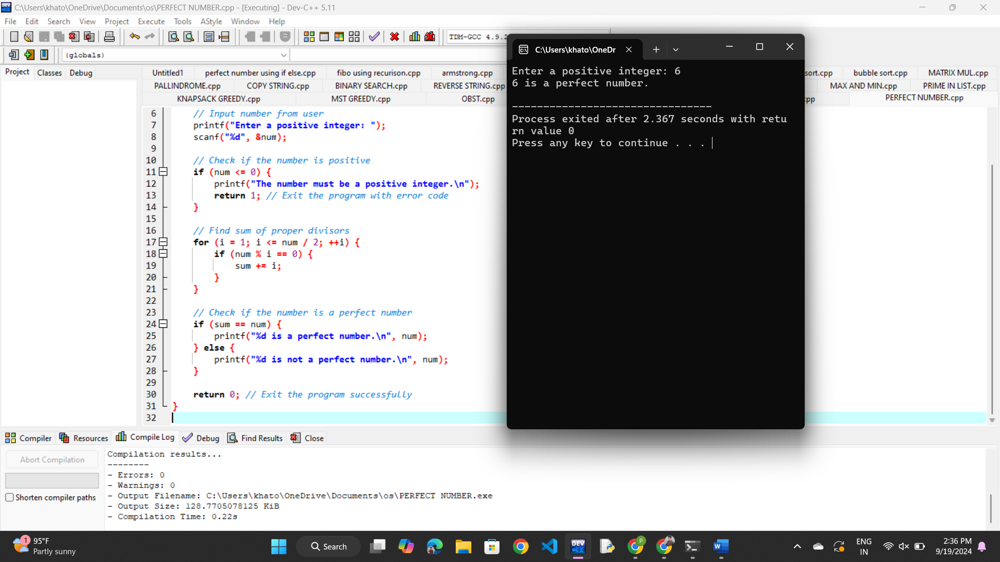 C:\Users\khato\OneDrive\Documents\os\PERFECT NUMBER.cpp - [Executing] - Dev-C++ 5.11
File Edit Search View Project Execute Tools AStyle Window Help
TDM-GCC 4.9.2
(globals)
Project Classes Debug
Untitled1 perfect number using if else.cpp fibo using recurison.cpp armstrong.cpp sort.cpp bubble sort.cpp MATRIX MUL.cpp
PALLINDROME.cpp COPY STRING.cpp BINARY SEARCH.cpp REVERSE STRING.cpp MAX AND MIN.cpp PRIME IN LIST.cpp
KNAPSACK GREEDY.cpp MST GREEDY.cpp OBST.cpp cpp PERFECT NUMBER.cpp
6 // Input number from user
7 printf("Enter a positive integer: ");
8 scanf("%d", &num);
9
10 // Check if the number is positive
11 if (num <= 0) {
12 printf("The number must be a positive integer.\n");
13 return 1; // Exit the program with error code
14 }
15
16 // Find sum of proper divisors
17 for (i = 1; i <= num / 2; ++i) {
18 if (num % i == 0) {
19 sum += i;
20 }
21 }
22
23 // Check if the number is a perfect number
24 if (sum == num) {
25 printf("%d is a perfect number.\n", num);
26 } else {
27 printf("%d is not a perfect number.\n", num);
28 }
29
30 return 0; // Exit the program successfully
31 }
32
C:\Users\khato\OneDr
Enter a positive integer: 6
6 is a perfect number.
--------------------------------
Process exited after 2.367 seconds with retu
rn value 0
Press any key to continue . . .
Compiler Resources Compile Log Debug Find Results Close
Abort Compilation
Shorten compiler paths
Compilation results...
--------
- Errors: 0
- Warnings: 0
- Output Filename: C:\Users\khato\OneDrive\Documents\os\PERFECT NUMBER.exe
- Output Size: 128.7705078125 KiB
- Compilation Time: 0.22s
1
95°F
Partly sunny
Search
DEV
C++
P
ENG
IN
2:36 PM
9/19/2024